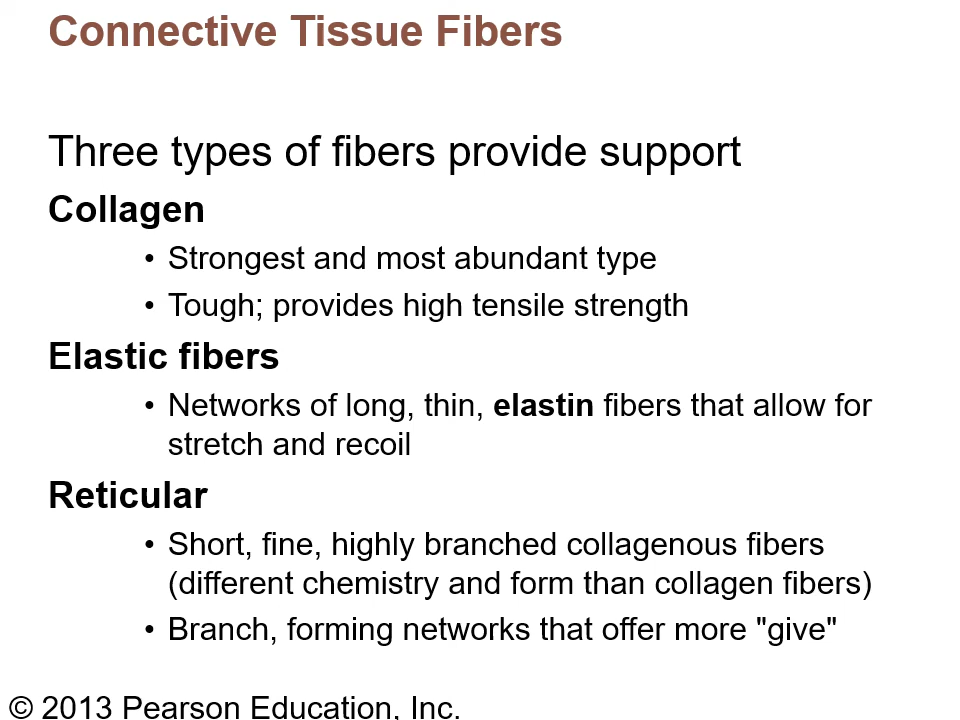 Connective Tissue Fibers
Three types of fibers provide support
Collagen
• Strongest and most abundant type
• Tough; provides high tensile strength
Elastic fibers
• Networks of long, thin, elastin fibers that allow for
stretch and recoil
Reticular
• Short, fine, highly branched collagenous fibers
(different chemistry and form than collagen fibers)
• Branch, forming networks that offer more "give"
© 2013 Pearson Education, Inc.